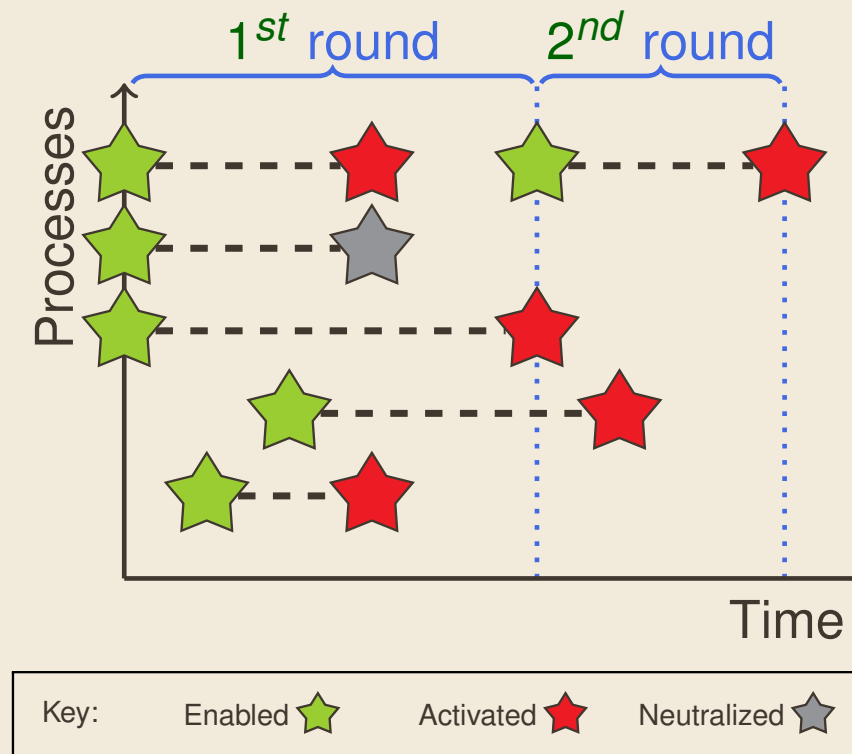 1st round 2nd round
Processes
Time
Key: Enabled Activated Neutralized